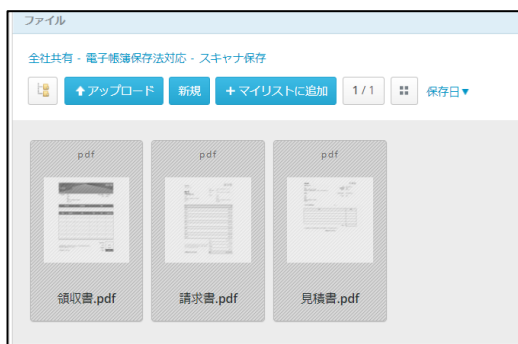 ファイル
全社共有 - 電子帳簿保存法対応 - スキャナ保存
アップロード 新規 +マイリストに追加 1 / 1 保存日▼
pdf pdf pdf
領収書.pdf 請求書.pdf 見積書.pdf